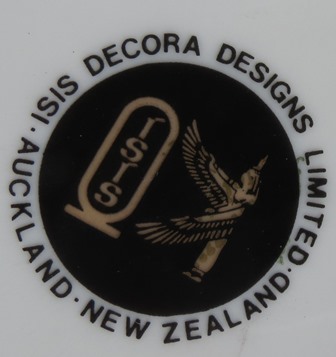 ISIS DECORA DESIGNS LIMITED·
AUCKLAND·NEW ZEALAND·
ISIS